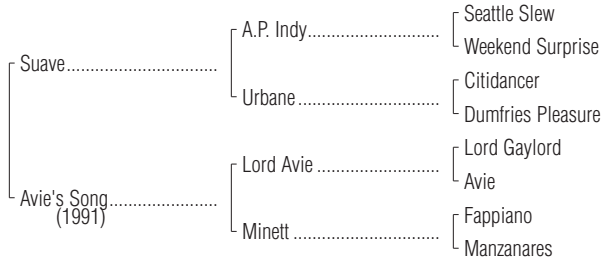 Seattle Slew
A.P. Indy
Weekend Surprise
Suave
Citidancer
Urbane
Dumfries Pleasure
Lord Gaylord
Lord Avie
Avie
Avie's Song
(1991)
Fappiano
Minett
Manzanares